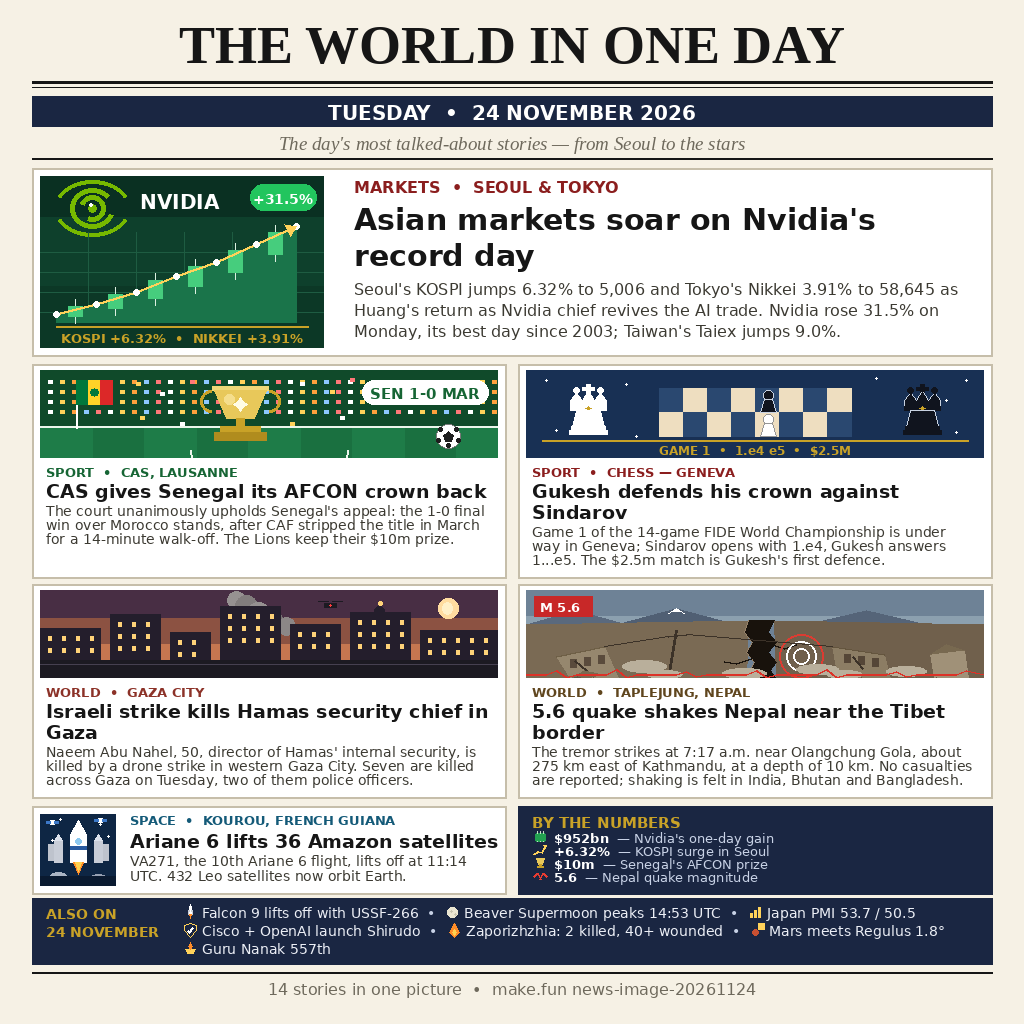 THE WORLD IN ONE DAY
TUESDAY • 24 NOVEMBER 2026
The day's most talked-about stories — from Seoul to the stars
NVIDIA
+31.5%
KOSPI +6.32% • NIKKEI +3.91%
MARKETS • SEOUL & TOKYO
Asian markets soar on Nvidia's
record day
Seoul's KOSPI jumps 6.32% to 5,006 and Tokyo's Nikkei 3.91% to 58,645 as
Huang's return as Nvidia chief revives the AI trade. Nvidia rose 31.5% on
Monday, its best day since 2003; Taiwan's Taiex jumps 9.0%.
SEN 1-0 MAR
SPORT • CAS, LAUSANNE
CAS gives Senegal its AFCON crown back
The court unanimously upholds Senegal's appeal: the 1-0 final
win over Morocco stands, after CAF stripped the title in March
for a 14-minute walk-off. The Lions keep their $10m prize.
GAME 1 • 1.e4 e5 • $2.5M
SPORT • CHESS — GENEVA
Gukesh defends his crown against
Sindarov
Game 1 of the 14-game FIDE World Championship is under
way in Geneva; Sindarov opens with 1.e4, Gukesh answers
1...e5. The $2.5m match is Gukesh's first defence.
WORLD • GAZA CITY
Israeli strike kills Hamas security chief in
Gaza
Naeem Abu Nahel, 50, director of Hamas' internal security, is
killed by a drone strike in western Gaza City. Seven are killed
across Gaza on Tuesday, two of them police officers.
M 5.6
WORLD • TAPLEJUNG, NEPAL
5.6 quake shakes Nepal near the Tibet
border
The tremor strikes at 7:17 a.m. near Olangchung Gola, about
275 km east of Kathmandu, at a depth of 10 km. No casualties
are reported; shaking is felt in India, Bhutan and Bangladesh.
SPACE • KOUROU, FRENCH GUIANA
Ariane 6 lifts 36 Amazon satellites
VA271, the 10th Ariane 6 flight, lifts off at 11:14
UTC. 432 Leo satellites now orbit Earth.
BY THE NUMBERS
$952bn — Nvidia's one-day gain
+6.32% — KOSPI surge in Seoul
$10m — Senegal's AFCON prize
5.6 — Nepal quake magnitude
ALSO ON
24 NOVEMBER
Falcon 9 lifts off with USSF-266 • Beaver Supermoon peaks 14:53 UTC • Japan PMI 53.7 / 50.5
Cisco + OpenAI launch Shirudo • Zaporizhzhia: 2 killed, 40+ wounded • Mars meets Regulus 1.8°
Guru Nanak 557th
14 stories in one picture • make.fun news-image-20261124